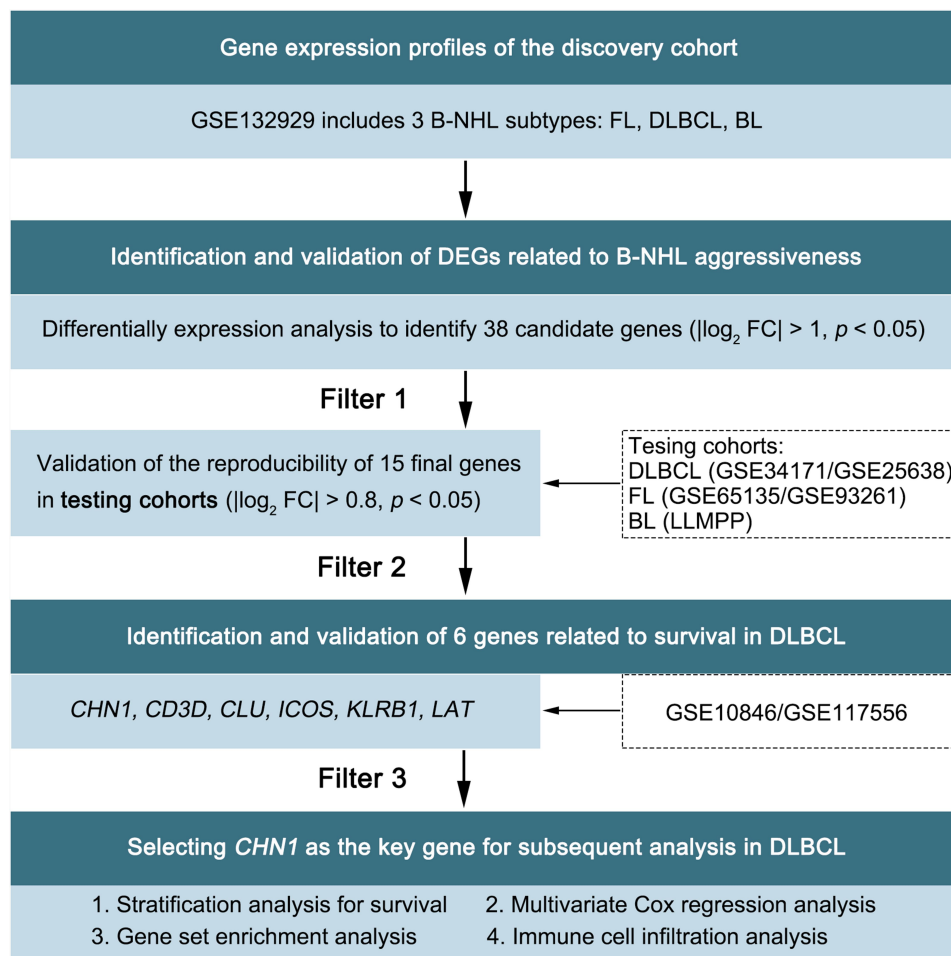 Gene expression profiles of the discovery cohort
GSE132929 includes 3 B-NHL subtypes: FL, DLBCL, BL
Identification and validation of DEGs related to B-NHL aggressiveness
Differentially expression analysis to identify 38 candidate genes (|log₂ FC| > 1, p < 0.05)
Filter 1
Validation of the reproducibility of 15 final genes
in testing cohorts (|log₂ FC| > 0.8, p < 0.05)
Tesing cohorts:
DLBCL (GSE34171/GSE25638)
FL (GSE65135/GSE93261)
BL (LLMPP)
Filter 2
Identification and validation of 6 genes related to survival in DLBCL
CHN1, CD3D, CLU, ICOS, KLRB1, LAT
GSE10846/GSE117556
Filter 3
Selecting CHN1 as the key gene for subsequent analysis in DLBCL
1. Stratification analysis for survival 2. Multivariate Cox regression analysis
3. Gene set enrichment analysis 4. Immune cell infiltration analysis